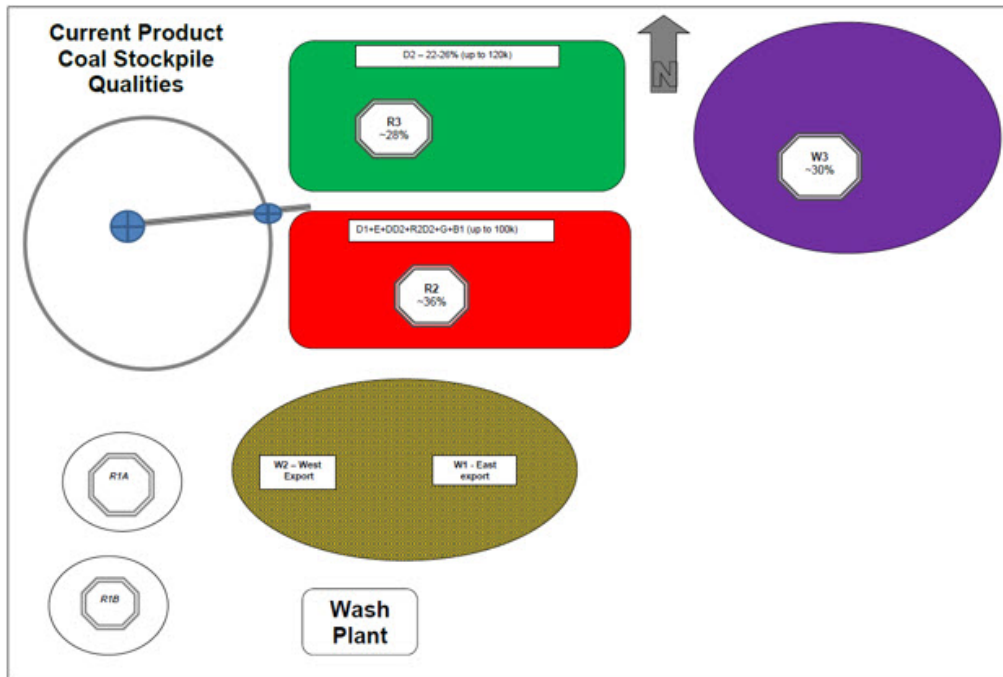 Current Product
Coal Stockpile
Qualities
D2 – 22-26% (up to 120k)
R3
~28%
N
W3
~30%
D1+E+DD2+R2D2+G+B1 (up to 100k)
R2
~36%
W2 – West
Export
W1 - East
export
R1A
R1B
Wash
Plant